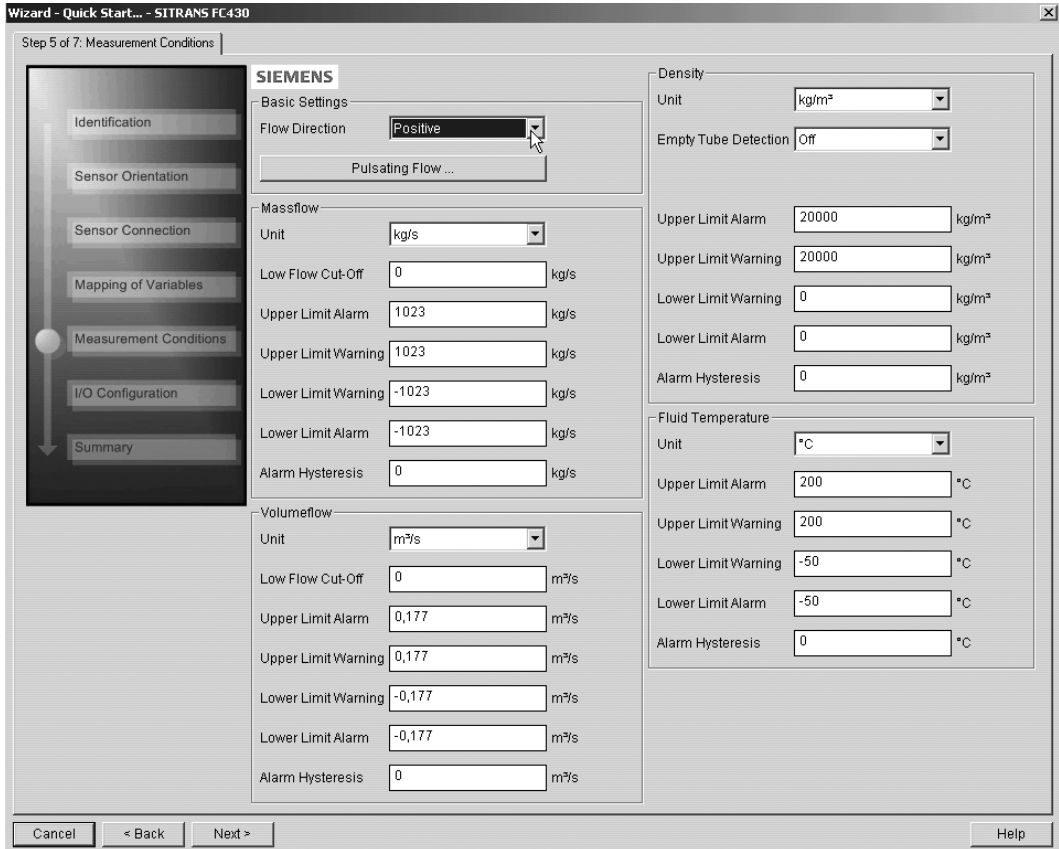 Wizard - Quick Start... - SITRANS FC430
Step 5 of 7: Measurement Conditions
Identification
Sensor Orientation
Sensor Connection
Mapping of Variables
Measurement Conditions
I/O Configuration
Summary
SIEMENS
Basic Settings
Flow Direction Positive
Pulsating Flow ...
Massflow
Unit kg/s
Low Flow Cut-Off 0 kg/s
Upper Limit Alarm 1023 kg/s
Upper Limit Warning 1023 kg/s
Lower Limit Warning -1023 kg/s
Lower Limit Alarm -1023 kg/s
Alarm Hysteresis 0 kg/s
Volumeflow
Unit m³/s
Low Flow Cut-Off 0 m³/s
Upper Limit Alarm 0,177 m³/s
Upper Limit Warning 0,177 m³/s
Lower Limit Warning -0,177 m³/s
Lower Limit Alarm -0,177 m³/s
Alarm Hysteresis 0 m³/s
Density
Unit kg/m³
Empty Tube Detection Off
Upper Limit Alarm 20000 kg/m³
Upper Limit Warning 20000 kg/m³
Lower Limit Warning 0 kg/m³
Lower Limit Alarm 0 kg/m³
Alarm Hysteresis 0 kg/m³
Fluid Temperature
Unit °C
Upper Limit Alarm 200 °C
Upper Limit Warning 200 °C
Lower Limit Warning -50 °C
Lower Limit Alarm -50 °C
Alarm Hysteresis 0 °C
Cancel < Back Next > Help